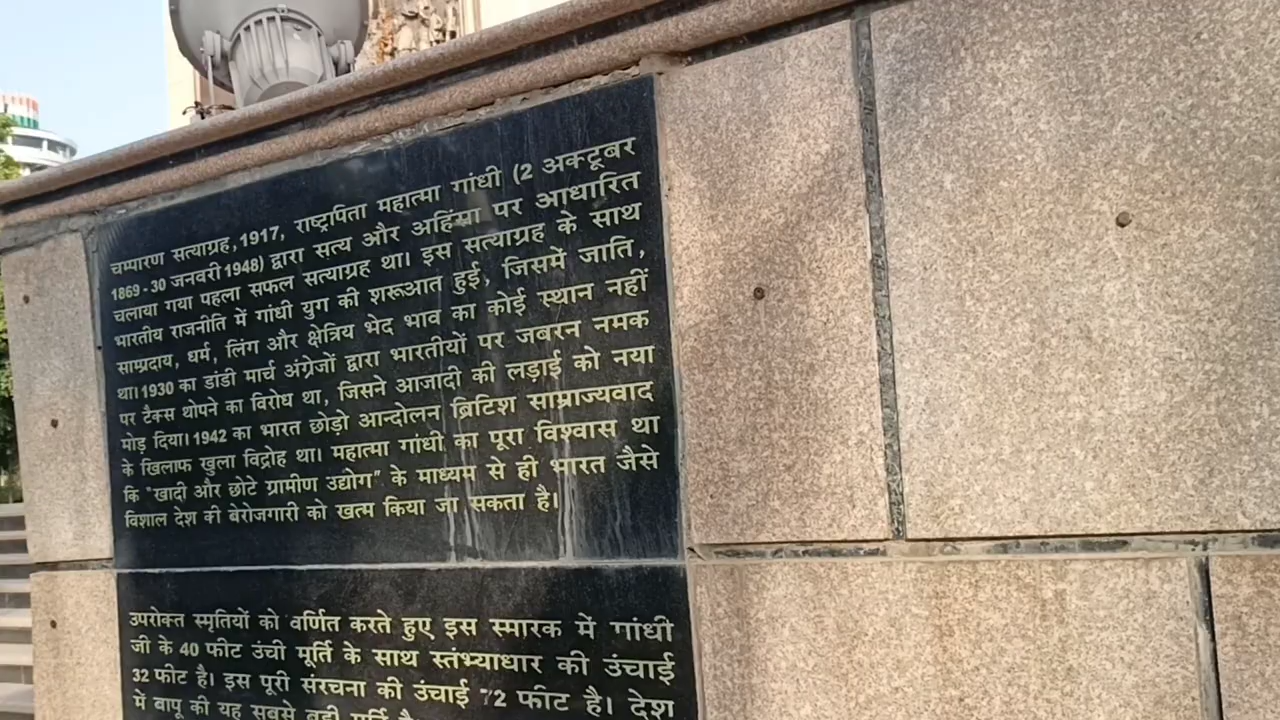 चम्पारण सत्याग्रह, 1917, राष्ट्रपिता महात्मा गांधी (2 अक्टूबर
1869 - 30 जनवरी 1948) द्वारा सत्य और अहिंसा पर आधारित
चलाया गया पहला सफल सत्याग्रह था। इस सत्याग्रह के साथ
भारतीय राजनीति में गांधी युग की शरूआत हुई, जिसमें जाति,
साम्प्रदाय, धर्म, लिंग और क्षेत्रिय भेद भाव का कोई स्थान नहीं
था। 1930 का डांडी मार्च अंग्रेजों द्वारा भारतीयों पर जबरन नमक
पर टैक्स थोपने का विरोध था, जिसने आजादी की लड़ाई को नया
मोड़ दिया। 1942 का भारत छोड़ो आन्दोलन ब्रिटिश साम्राज्यवाद
के खिलाफ खुला विद्रोह था। महात्मा गांधी का पूरा विश्वास था
कि "खादी और छोटे ग्रामीण उद्योग" के माध्यम से ही भारत जैसे
विशाल देश की बेरोजगारी को खत्म किया जा सकता है।
उपरोक्त स्मृतियों को वर्णित करते हुए इस स्मारक में गांधी
जी के 40 फीट उंची मूर्ति के साथ स्तंभ्याधार की उंचाई
32 फीट है। इस पूरी संरचना की उंचाई 72 फीट है। देश
में बापू की यह सबसे बड़ी मूर्ति है